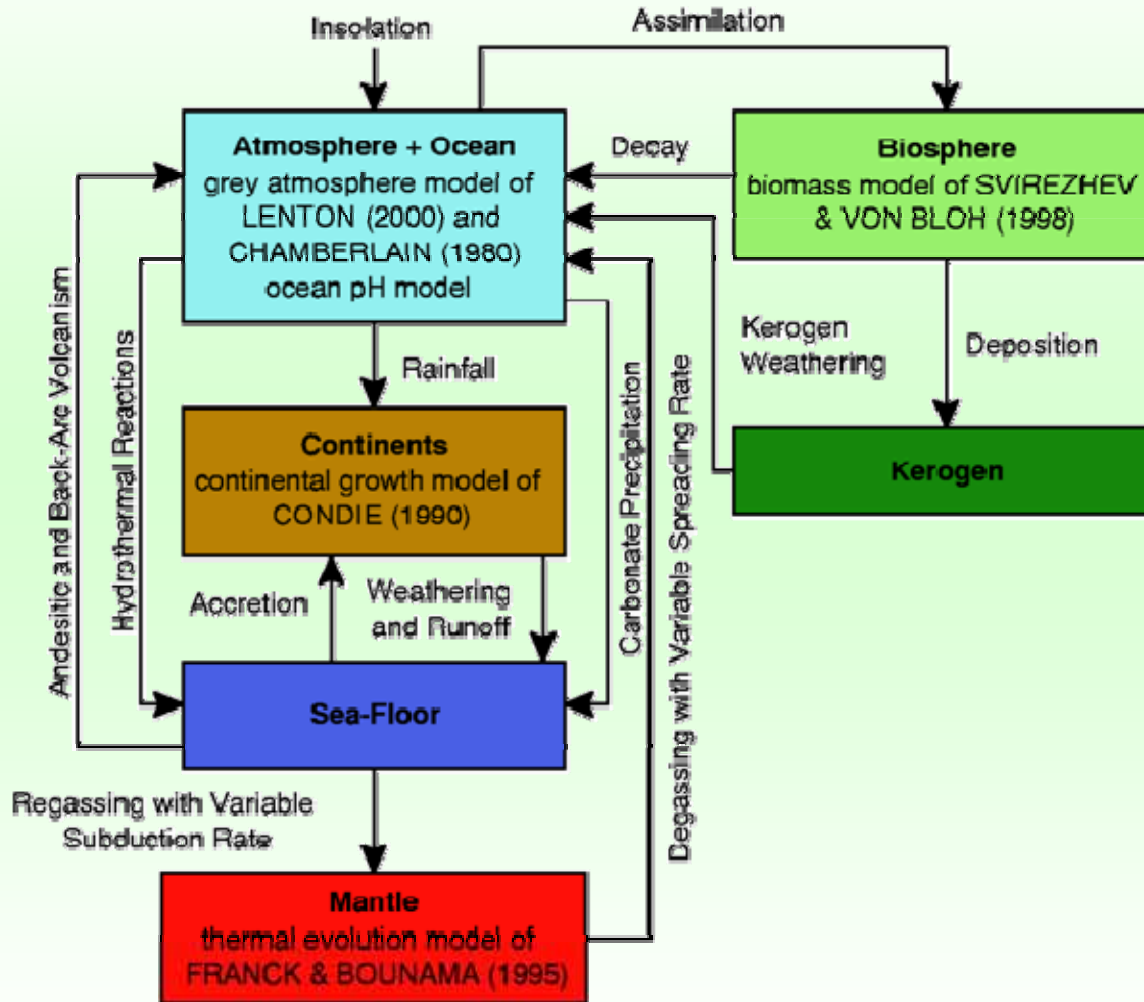 Insolation
Assimilation
Atmosphere + Ocean
grey atmosphere model of
LENTON (2000) and
CHAMBERLAIN (1980)
ocean pH model
Decay
Biosphere
biomass model of SVIREZHEV
& VON BLOH (1998)
Andesitic and Back-Arc Volcanism
Hydrothermal Reactions
Rainfall
Carbonate Precipitation
Degassing with Variable Spreading Rate
Kerogen
Weathering
Deposition
Continents
continental growth model of
CONDIE (1990)
Kerogen
Accretion
Weathering
and Runoff
Sea-Floor
Regassing with Variable
Subduction Rate
Mantle
thermal evolution model of
FRANCK & BOUNAMA (1995)